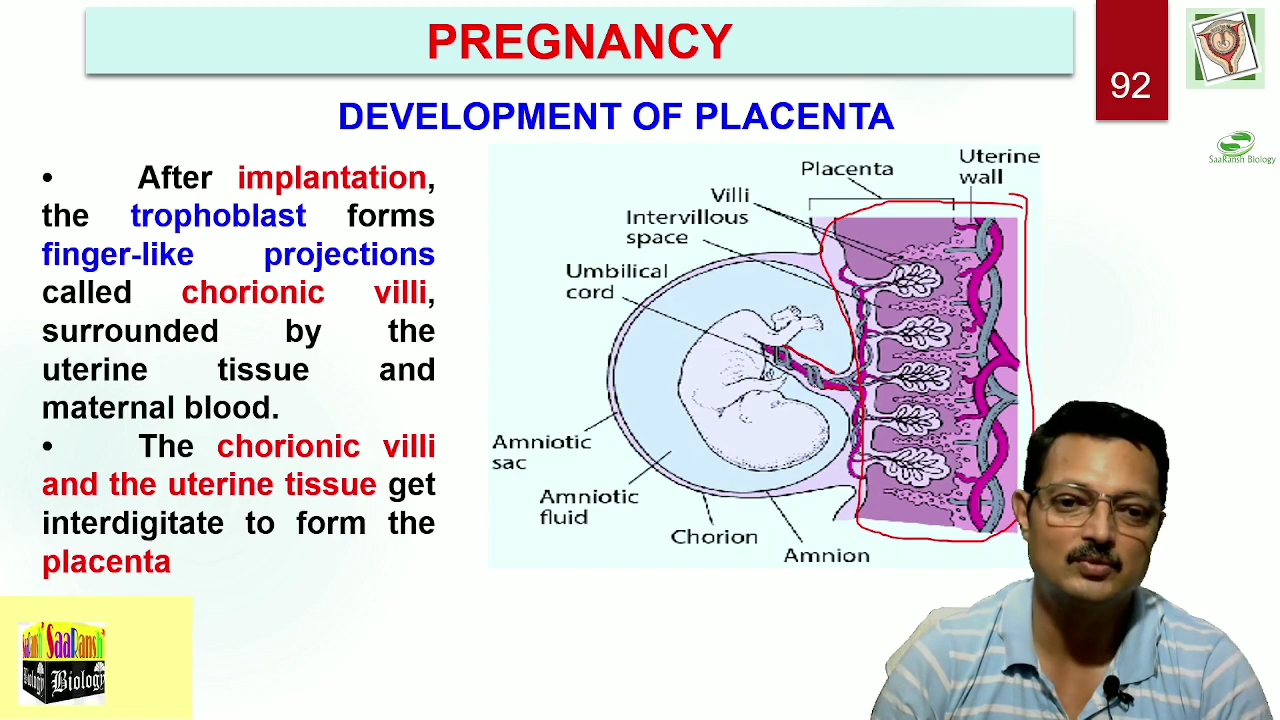 PREGNANCY
92
SaaRansh Biology
DEVELOPMENT OF PLACENTA
• After implantation,
the trophoblast forms
finger-like projections
called chorionic villi,
surrounded by the
uterine tissue and
maternal blood.
• The chorionic villi
and the uterine tissue get
interdigitate to form the
placenta
Placenta
Uterine
wall
Villi
Intervillous
space
Umbilical
cord
Amniotic
sac
Amniotic
fluid
Chorion
Amnion
SaaRansh
Biology
Biology